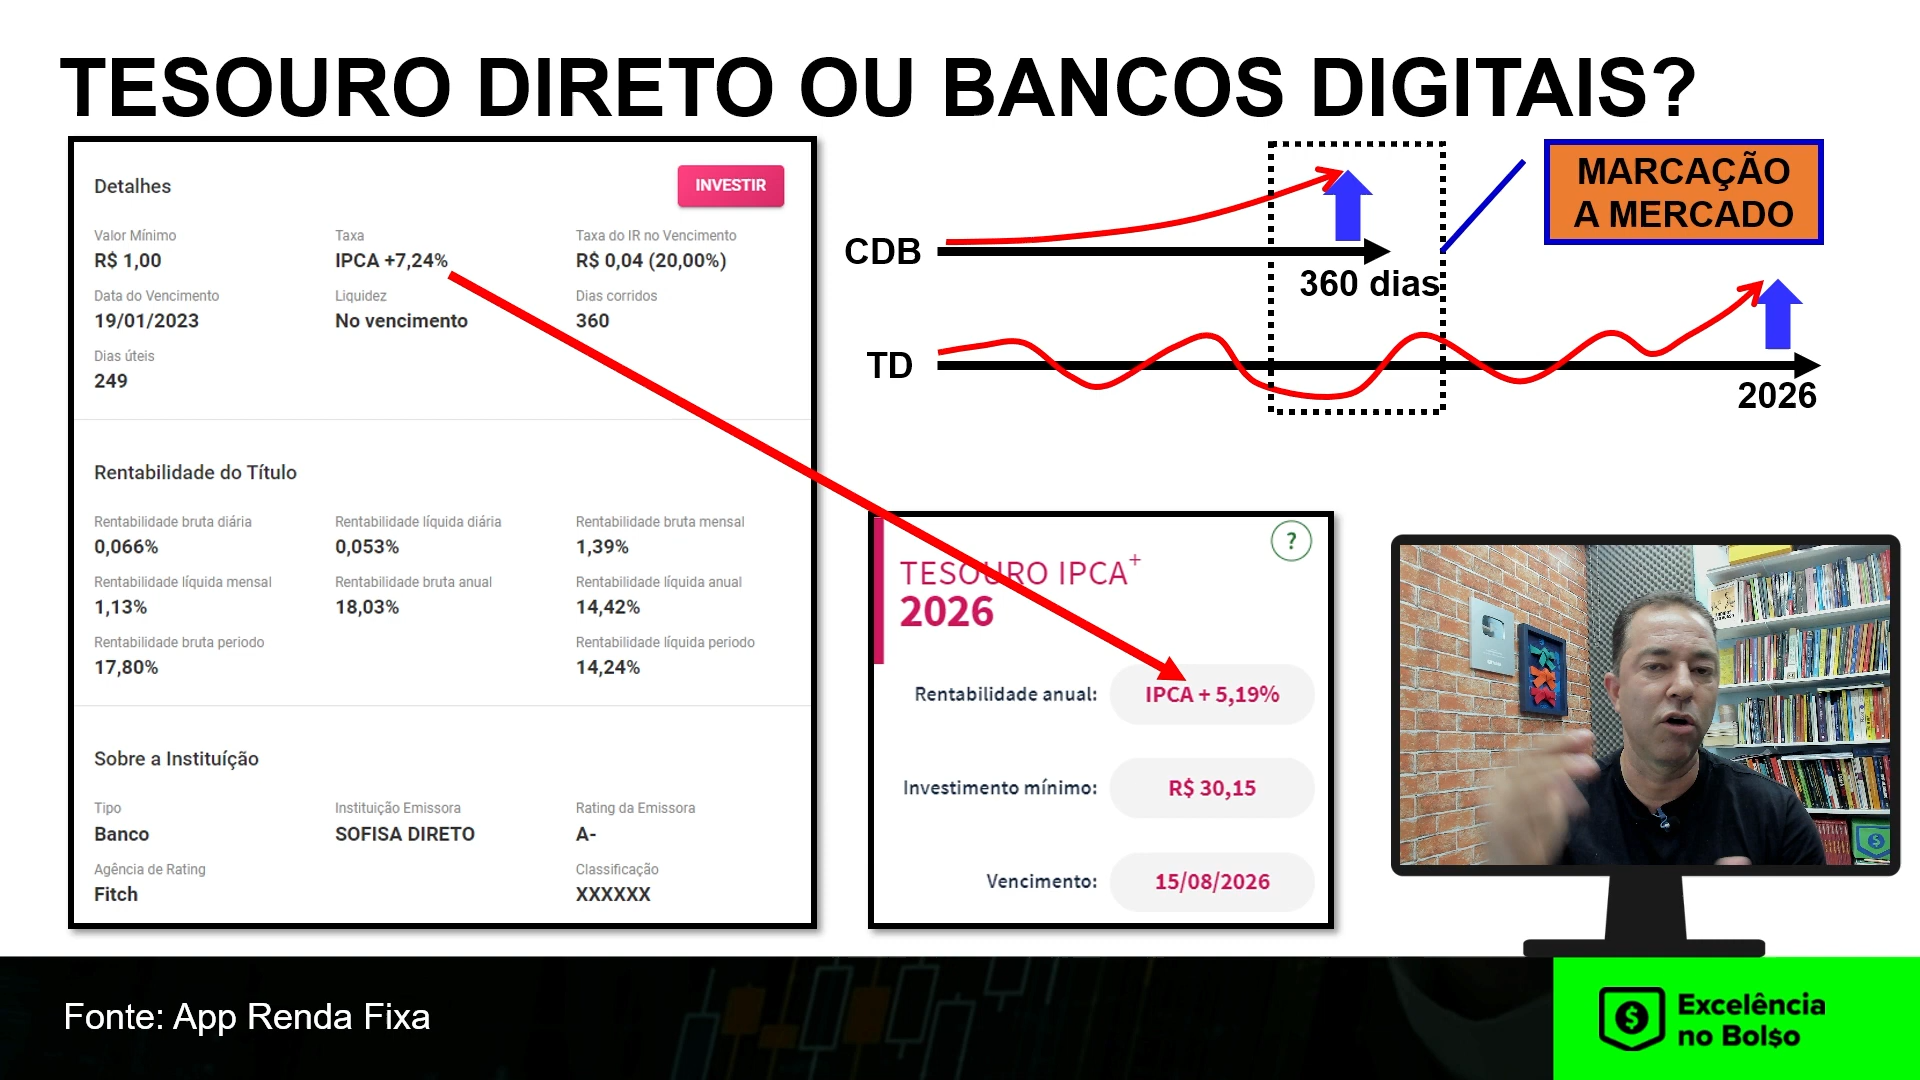 TESOURO DIRETO OU BANCOS DIGITAIS?
Detalhes
INVESTIR
Valor Mínimo
R$ 1,00
Taxa
IPCA +7,24%
Taxa do IR no Vencimento
R$ 0,04 (20,00%)
Data do Vencimento
19/01/2023
Liquidez
No vencimento
Dias corridos
360
Dias úteis
249
Rentabilidade do Título
Rentabilidade bruta diária
0,066%
Rentabilidade líquida diária
0,053%
Rentabilidade bruta mensal
1,39%
Rentabilidade líquida mensal
1,13%
Rentabilidade bruta anual
18,03%
Rentabilidade líquida anual
14,42%
Rentabilidade bruta periodo
17,80%
Rentabilidade líquida periodo
14,24%
Sobre a Instituíção
Tipo
Banco
Instituição Emissora
SOFISA DIRETO
Rating da Emissora
A-
Agência de Rating
Fitch
Classificação
XXXXXX
CDB
360 dias
MARCAÇÃO
A MERCADO
TD
2026
?
TESOURO IPCA+
2026
Rentabilidade anual:
IPCA + 5,19%
Investimento mínimo:
R$ 30,15
Vencimento:
15/08/2026
Fonte: App Renda Fixa
$
Excelência
no Bol$o